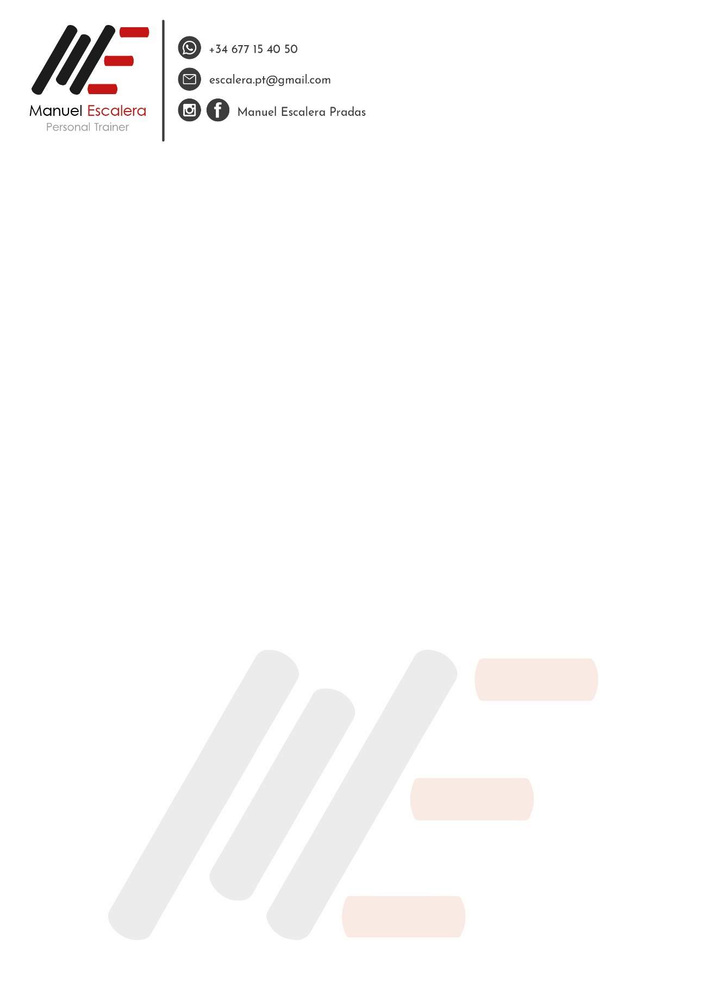 Manuel Escalera
Personal Trainer
+34 677 15 40 50
escalera.pt@gmail.com
Manuel Escalera Pradas